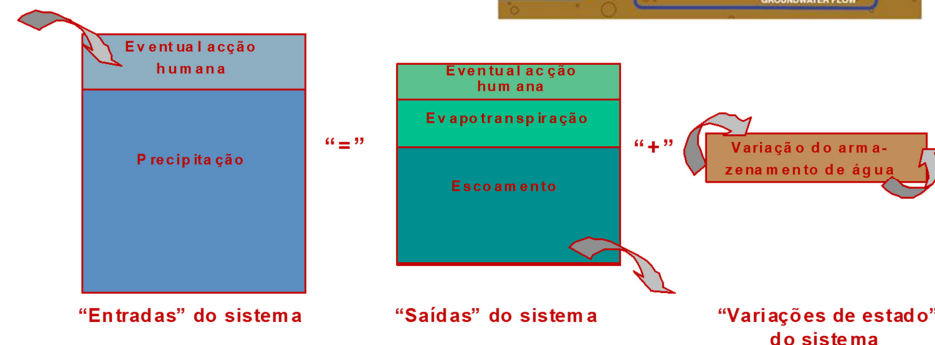 GROUNDWATER FLOW
Eventual acção
humana
Precipitação
“=”
Eventual acção
humana
Evapotranspiração
Escoamento
“+”
Variação do arma-
zenamento de água
“Entradas” do sistema
“Saídas” do sistema
“Variações de estado”
do sistema